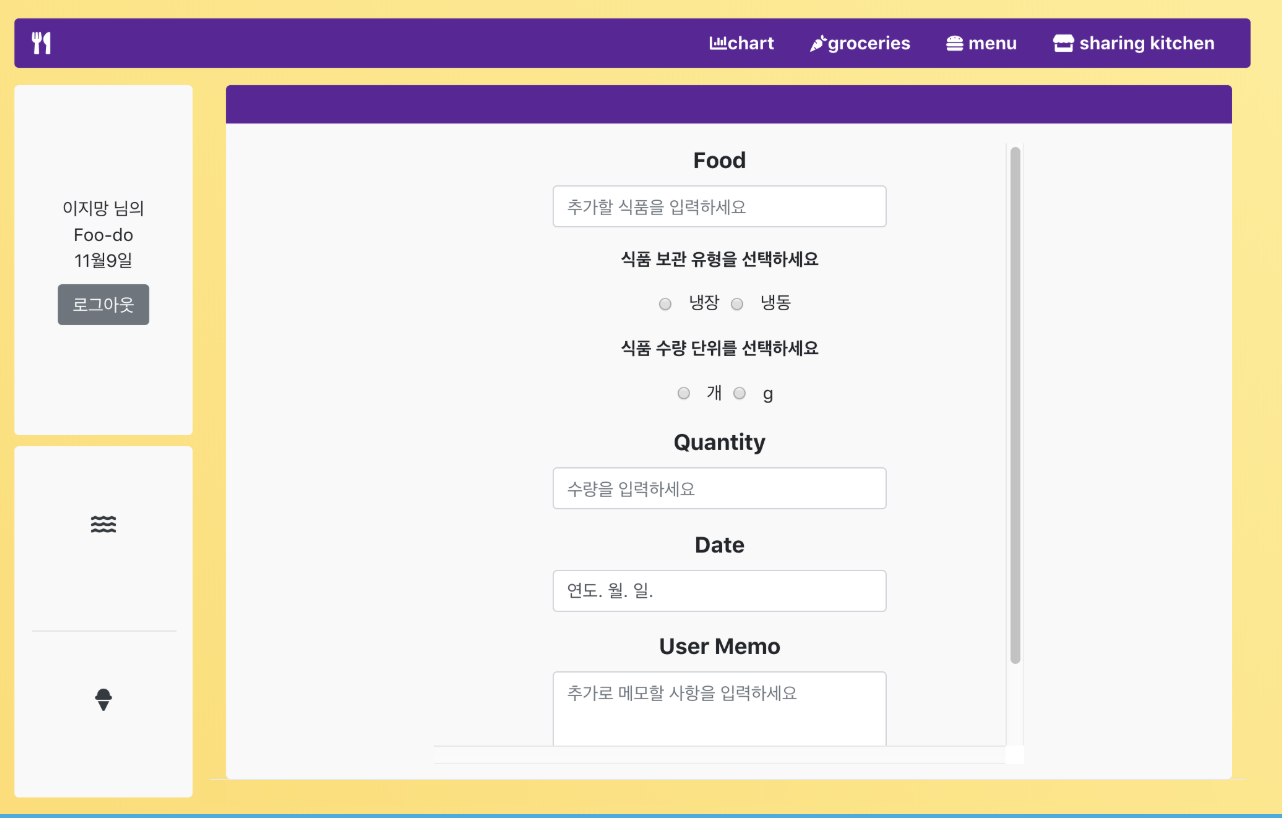 chart groceries menu sharing kitchen
이지망 님의
Foo-do
11월9일
로그아웃
Food
추가할 식품을 입력하세요
식품 보관 유형을 선택하세요
냉장 냉동
식품 수량 단위를 선택하세요
개 g
Quantity
수량을 입력하세요
Date
연도. 월. 일.
User Memo
추가로 메모할 사항을 입력하세요